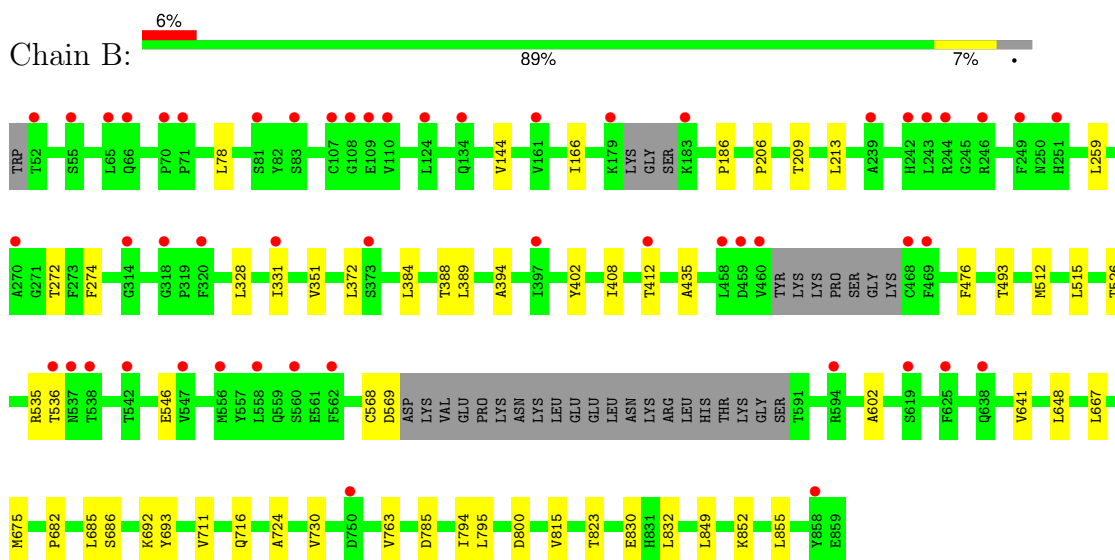 6%
Chain B:
89% 7% •
TRP T52 S55 L65 Q66 P70 P71 L78 S81 Y82 S83 C107 G108 E109 V110 L124 Q134 V144 V161 I166 K179 LYS GLY SER K183 P186 P206 T209 L213 A239 H242 L243 R244 G245 R246 F249 N250 H251 L259
A270 G271 T272 F273 F274 G314 G318 P319 F320 L328 I331 V351 L372 S373 L384 T388 L389 A394 I397 Y402 I408 T412 A435 L458 D459 V460 TYR LYS LYS PRO SER GLY LYS C468 F469 F476 T493 M512 L515 T526
R535 T536 N537 T538 T542 E546 V547 M556 Y557 L558 Q559 S560 E561 F562 C568 D569 ASP LYS VAL GLU PRO LYS ASN LYS LEU GLU GLU LEU ASN LYS ARG LEU HIS THR LYS GLY SER T591 R594 A602 S619 F625 Q638 V641 L648 L667
M675 P682 L685 S686 K692 Y693 V711 Q716 A724 V730 D750 V763 D785 I794 L795 D800 V815 T823 E830 H831 L832 L849 K852 L855 Y858 E859